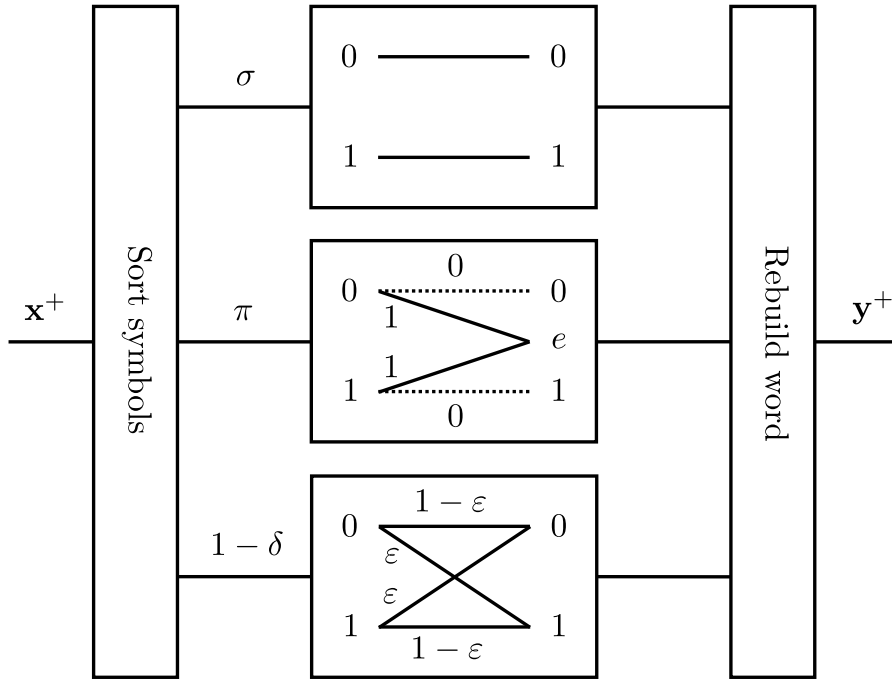 x⁺
Sort symbols
σ
0 0
1 1
π
0 0 0
1
e
1
1 0 1
1 − δ
1 − ε
0 0
ε
ε
1 1
1 − ε
Rebuild word
y⁺